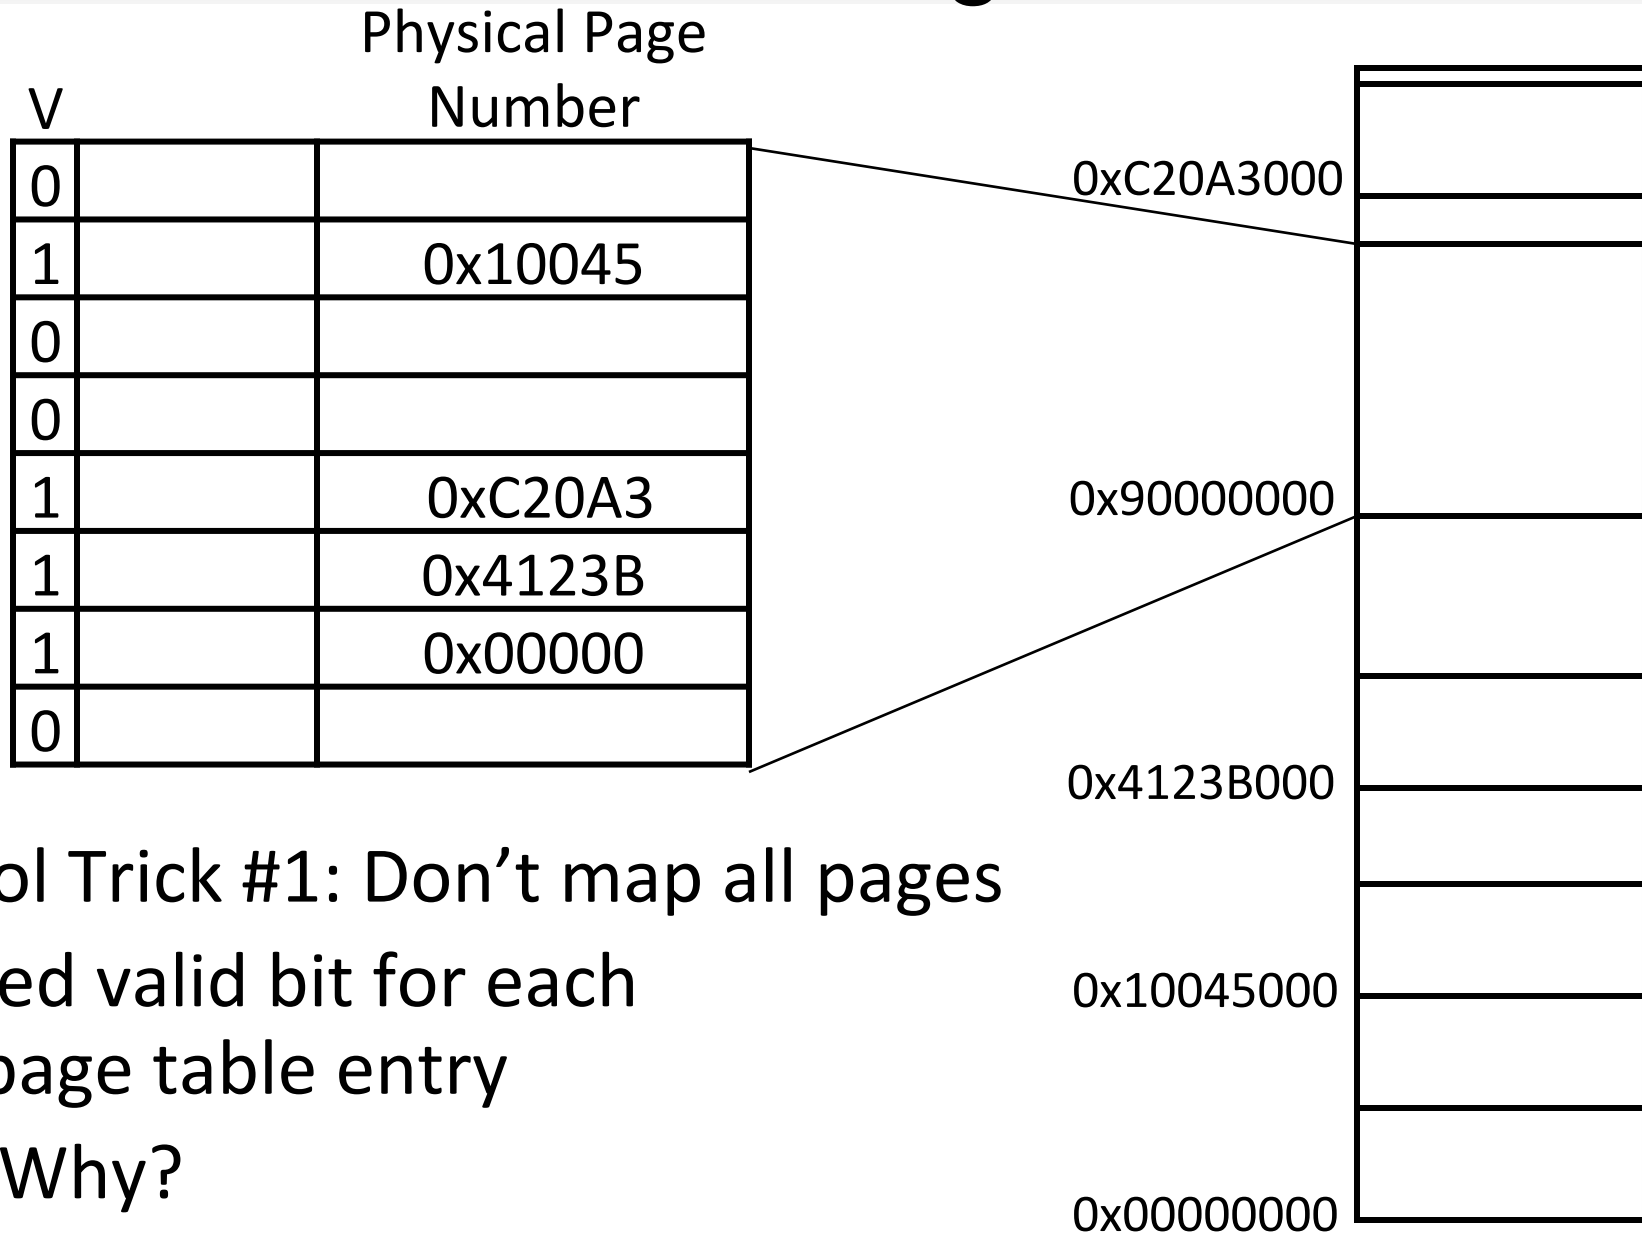 Physical Page
Number
V
0
1 0x10045
0
0
1 0xC20A3
1 0x4123B
1 0x00000
0
0xC20A3000
0x90000000
0x4123B000
0x10045000
0x00000000
ol Trick #1: Don’t map all pages
ed valid bit for each
page table entry
Why?